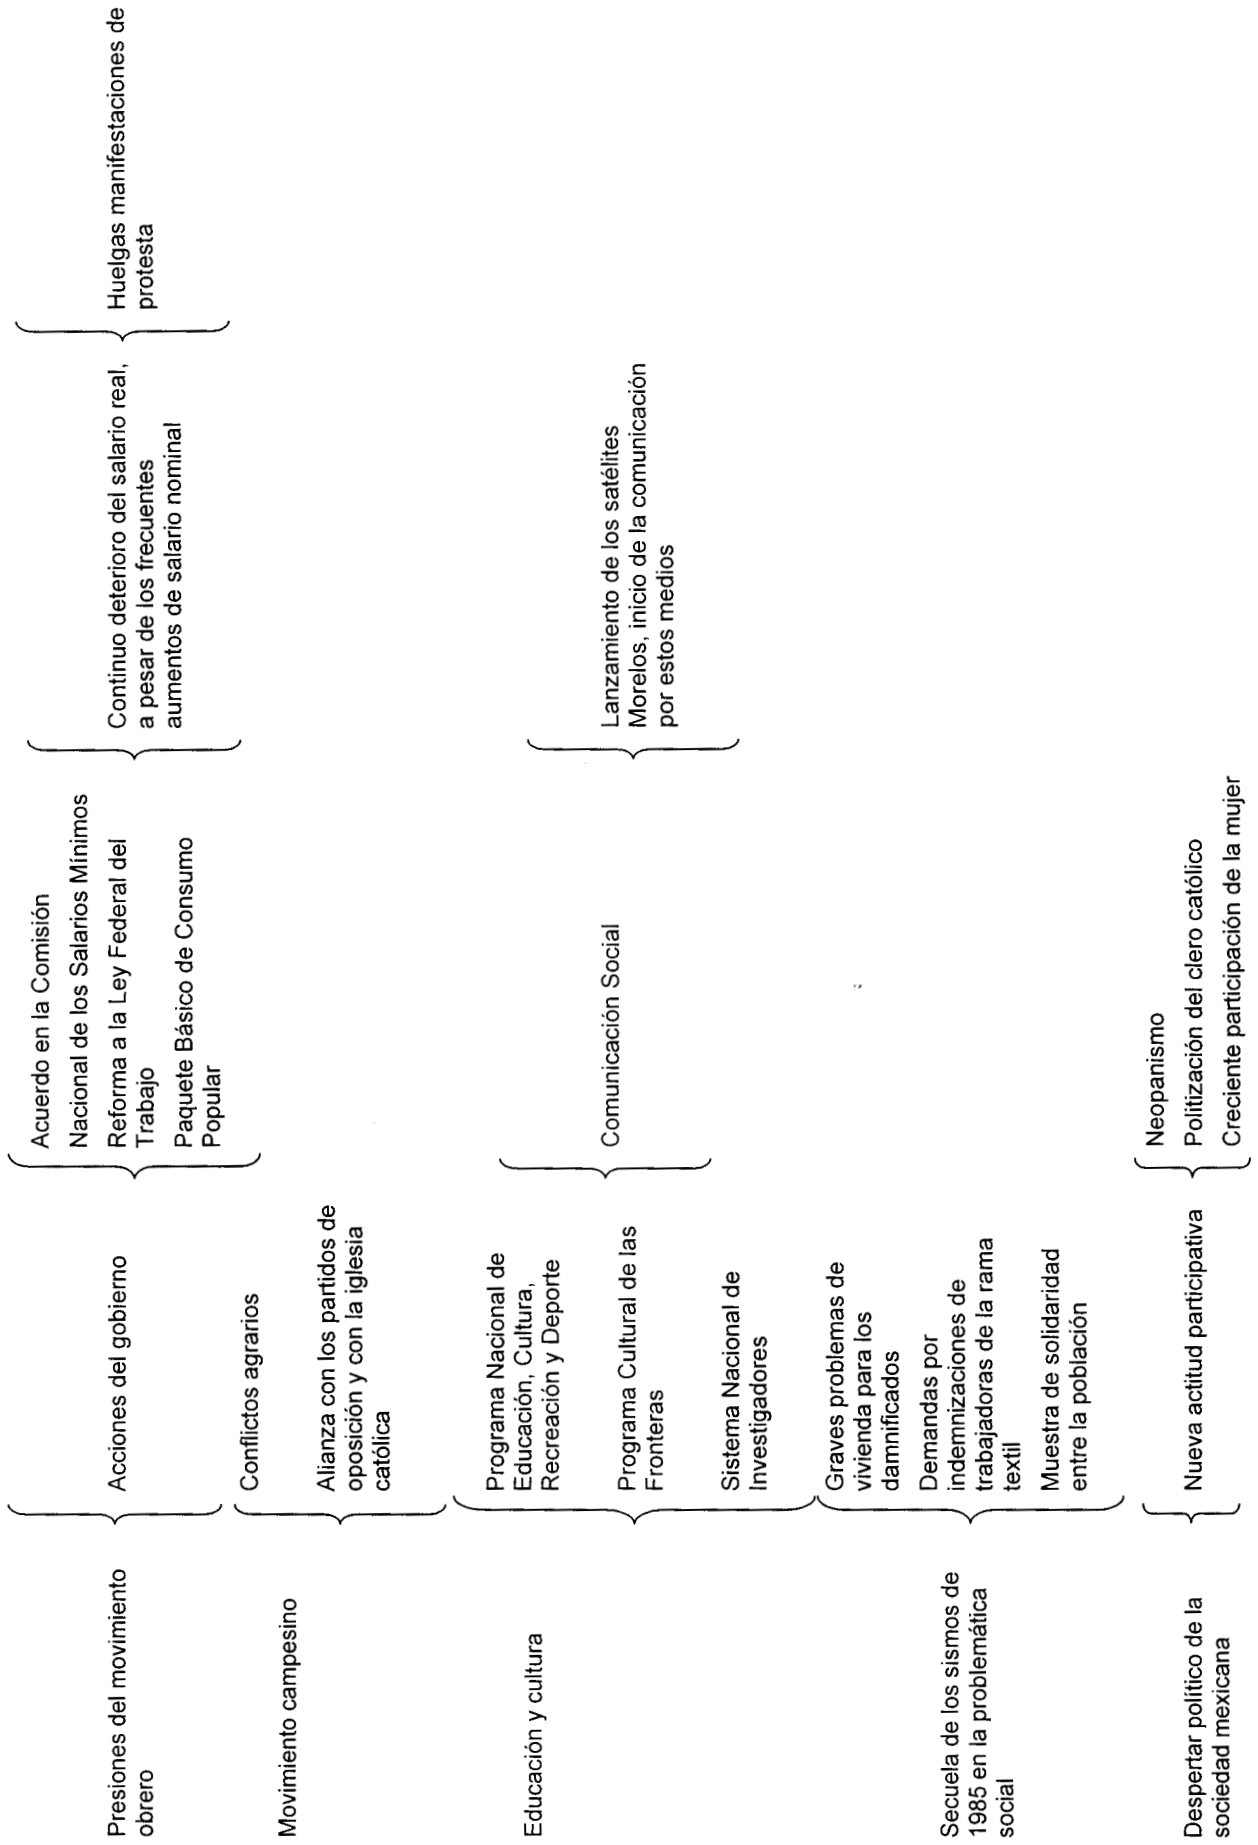 Presiones del movimiento
obrero
Acciones del gobierno
Acuerdo en la Comisión
Nacional de los Salarios Mínimos
Reforma a la Ley Federal del
Trabajo
Paquete Básico de Consumo
Popular
Continuo deterioro del salario real,
a pesar de los frecuentes
aumentos de salario nominal
Huelgas manifestaciones de
protesta
Movimiento campesino
Conflictos agrarios
Alianza con los partidos de
oposición y con la iglesia
católica
Educación y cultura
Programa Nacional de
Educación, Cultura,
Recreación y Deporte
Programa Cultural de las
Fronteras
Sistema Nacional de
Investigadores
Comunicación Social
Lanzamiento de los satélites
Morelos, inicio de la comunicación
por estos medios
Secuela de los sismos de
1985 en la problemática
social
Graves problemas de
vivienda para los
damnificados
Demandas por
indemnizaciones de
trabajadoras de la rama
textil
Muestra de solidaridad
entre la población
Despertar político de la
sociedad mexicana
Nueva actitud participativa
Neopanismo
Politización del clero católico
Creciente participación de la mujer